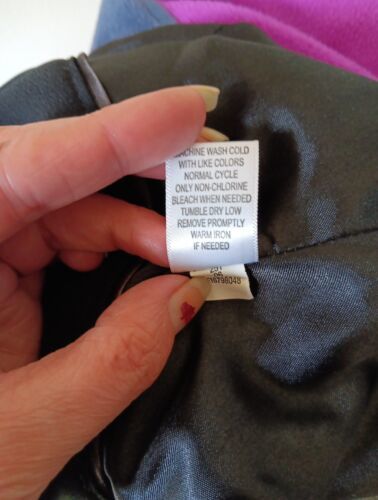 MACHINE WASH COLD
WITH LIKE COLORS
NORMAL CYCLE
ONLY NON-CHLORINE
BLEACH WHEN NEEDED
TUMBLE DRY LOW
REMOVE PROMPTLY
WARM IRON
IF NEEDED